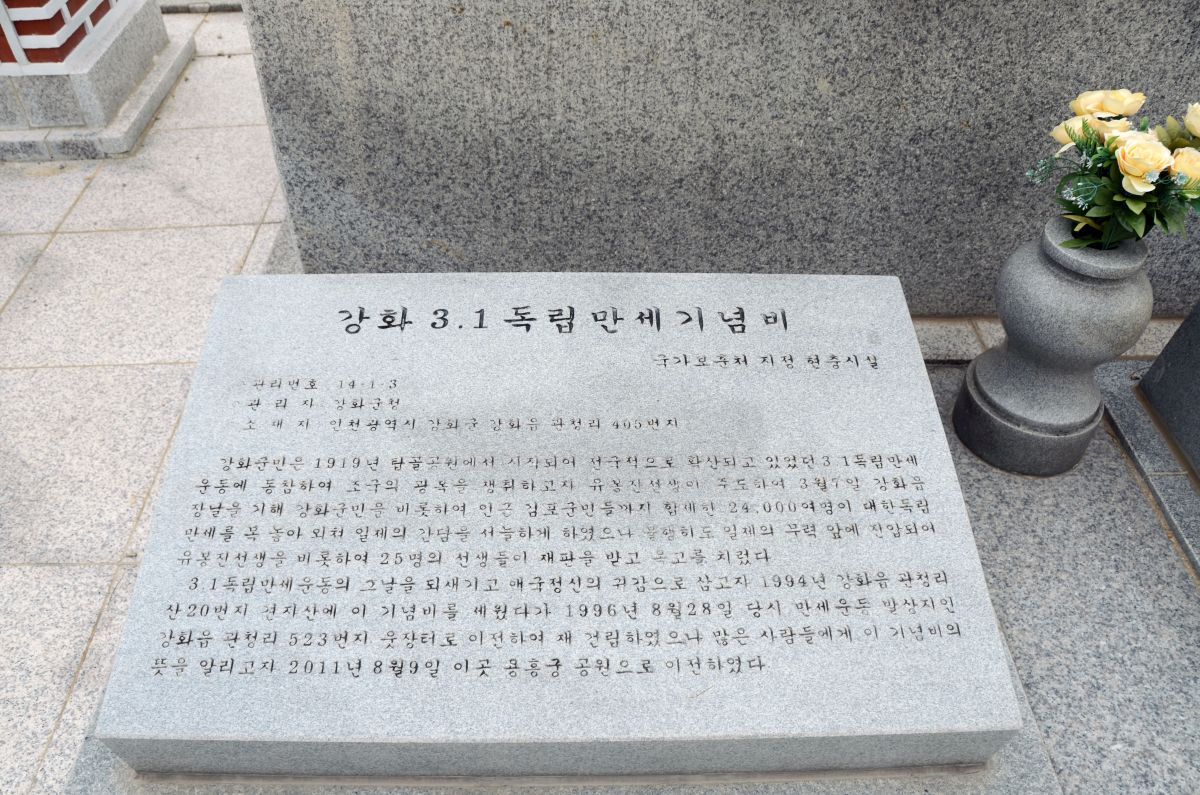 강화 3.1 독립만세기념비
국가보훈처 지정 현충시설
관리번호 14-1-3
관 리 자 강화군청
소 재 지 인천광역시 강화군 강화읍 관청리 405번지
강화군민은 1919년 탑골공원에서 시작되어 전국적으로 확산되고 있었던 3.1독립만세
운동에 동참하여 조국의 광복을 쟁취하고자 유봉진선생이 주도하여 3월7일 강화읍
장날을 기해 강화군민을 비롯하여 인근 김포군민들까지 합세한 24,000여명이 대한독립
만세를 목 놓아 외쳐 일제의 간담을 서늘하게 하였으나 불행히도 일제의 무력 앞에 진압되어
유봉진선생을 비롯하여 25명의 선생들이 재판을 받고 옥고를 치렀다
3.1독립만세운동의 그날을 되새기고 애국정신의 귀감으로 삼고자 1994년 강화읍 관청리
산20번지 견자산에 이 기념비를 세웠다가 1996년 8월28일 당시 만세운동 발상지인
강화읍 관청리 523번지 웃장터로 이전하여 재 건립하였으나 많은 사람들에게 이 기념비의
뜻을 알리고자 2011년 8월9일 이곳 용흥궁 공원으로 이전하였다